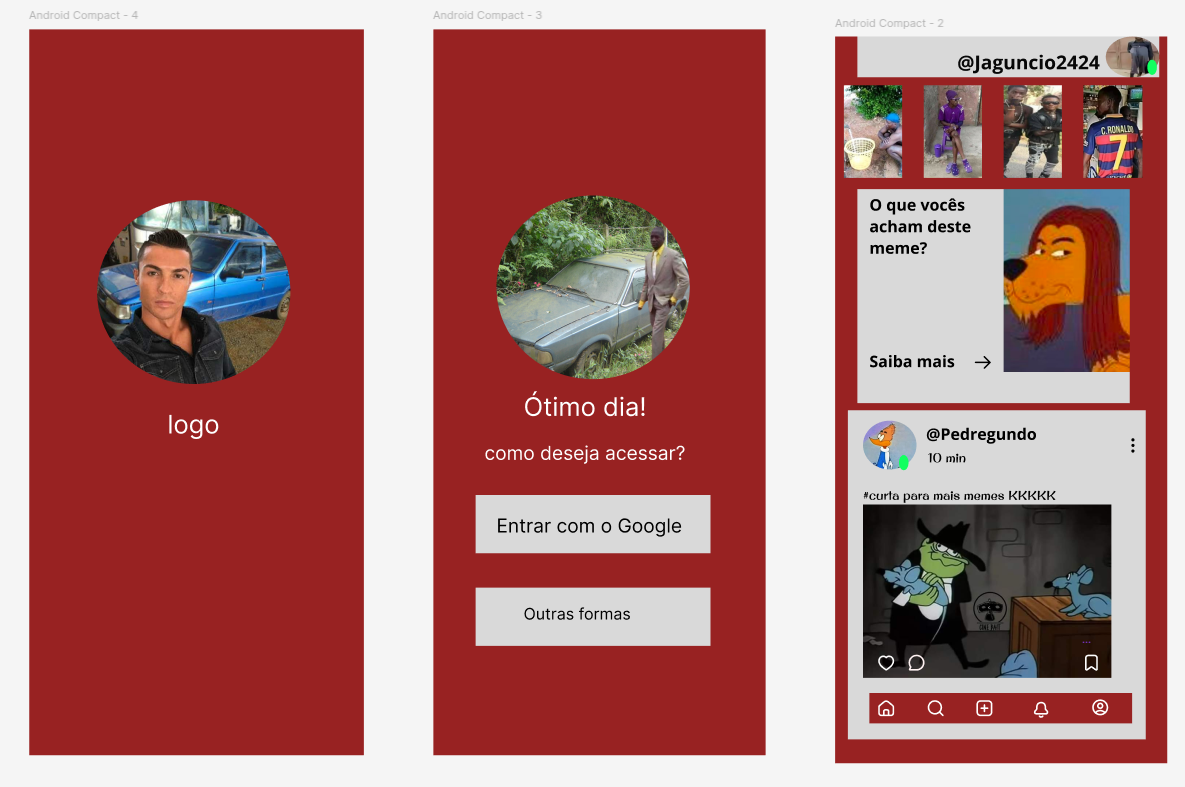 Android Compact - 4
logo
Android Compact - 3
Ótimo dia!
como deseja acessar?
Entrar com o Google
Outras formas
Android Compact - 2
@Jaguncio2424
C.RONALDO
7
O que vocês
acham deste
meme?
Saiba mais
@Pedregundo
10 min
#curta para mais memes KKKKK